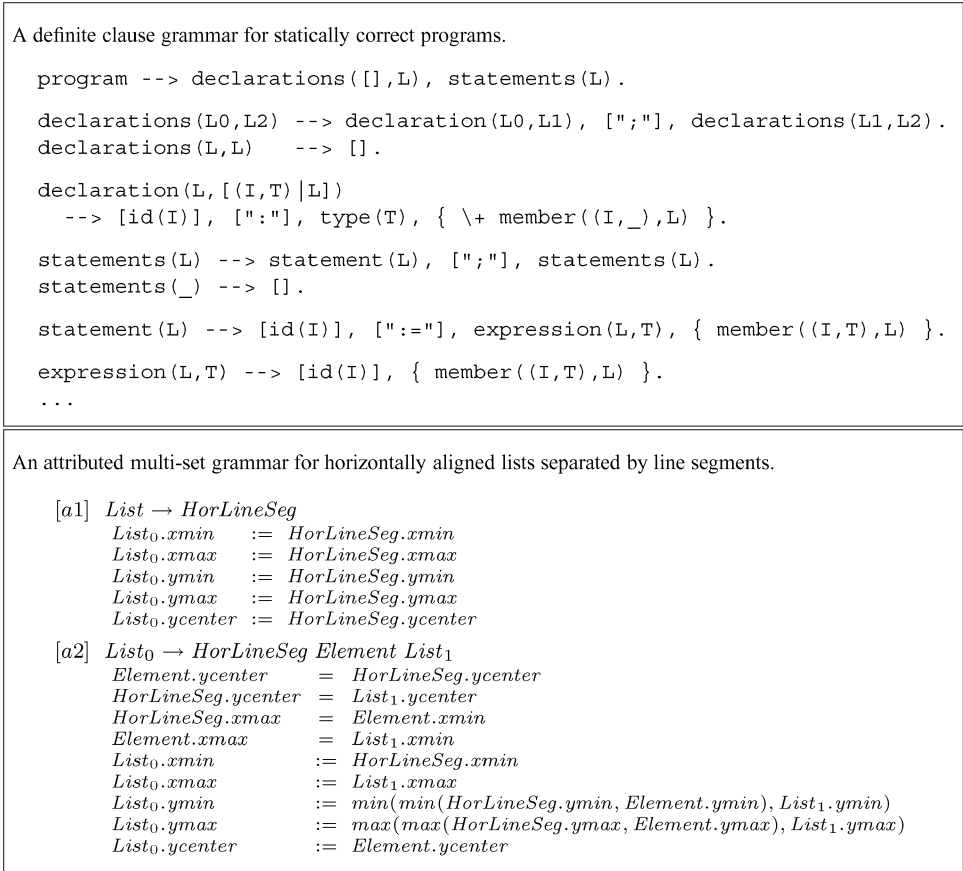 A definite clause grammar for statically correct programs.
program --> declarations([],L), statements(L).
declarations(L0,L2) --> declaration(L0,L1), [";"], declarations(L1,L2).
declarations(L,L)   --> [].
declaration(L,[(I,T)|L])
--> [id(I)], [":"], type(T), { \+ member((I,_),L) }.
statements(L) --> statement(L), [";"], statements(L).
statements(_) --> [].
statement(L) --> [id(I)], [":="], expression(L,T), { member((I,T),L) }.
expression(L,T) --> [id(I)], { member((I,T),L) }.
...
An attributed multi-set grammar for horizontally aligned lists separated by line segments.
[a1] List → HorLineSeg
List₀.xmin := HorLineSeg.xmin
List₀.xmax := HorLineSeg.xmax
List₀.ymin := HorLineSeg.ymin
List₀.ymax := HorLineSeg.ymax
List₀.ycenter := HorLineSeg.ycenter
[a2] List₀ → HorLineSeg Element List₁
Element.ycenter = HorLineSeg.ycenter
HorLineSeg.ycenter = List₁.ycenter
HorLineSeg.xmax = Element.xmin
Element.xmax = List₁.xmin
List₀.xmin := HorLineSeg.xmin
List₀.xmax := List₁.xmax
List₀.ymin := min(min(HorLineSeg.ymin, Element.ymin), List₁.ymin)
List₀.ymax := max(max(HorLineSeg.ymax, Element.ymax), List₁.ymax)
List₀.ycenter := Element.ycenter